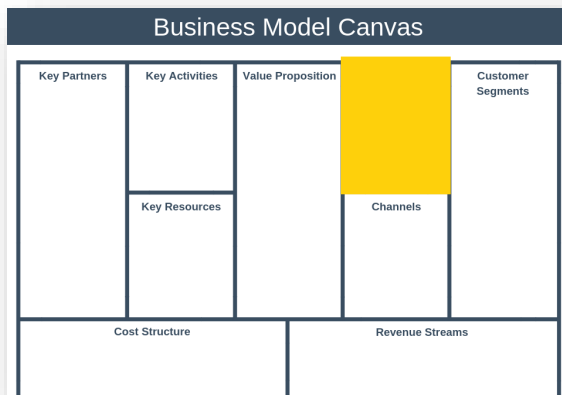 Business Model Canvas
Key Partners
Key Activities
Value Proposition
Customer
Segments
Key Resources
Channels
Cost Structure
Revenue Streams